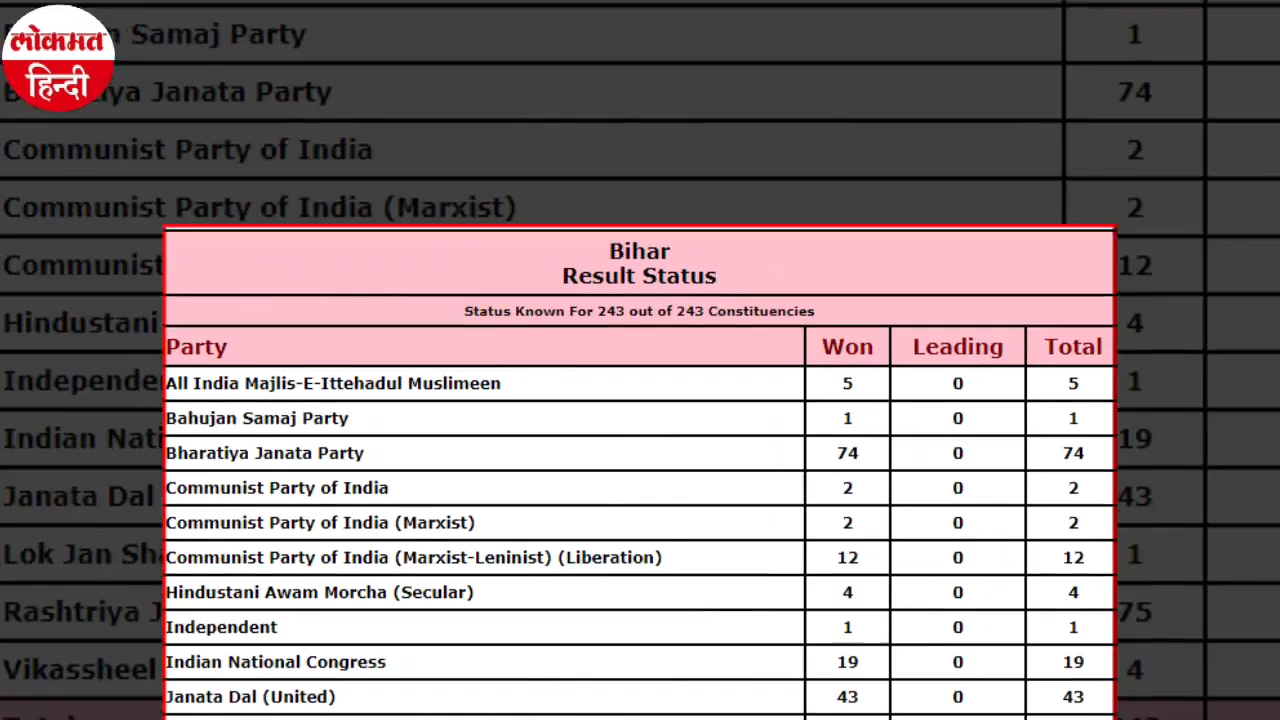 लोकमत
हिन्दी
n Samaj Party 1
ya Janata Party 74
Communist Party of India 2
Communist Party of India (Marxist) 2
Communist 12
Hindustani 4
Independe 1
Indian Nati 19
Janata Dal 43
Lok Jan Sha 1
Rashtriya J 75
Vikassheel 4
Bihar
Result Status
Status Known For 243 out of 243 Constituencies
Party Won Leading Total
All India Majlis-E-Ittehadul Muslimeen 5 0 5
Bahujan Samaj Party 1 0 1
Bharatiya Janata Party 74 0 74
Communist Party of India 2 0 2
Communist Party of India (Marxist) 2 0 2
Communist Party of India (Marxist-Leninist) (Liberation) 12 0 12
Hindustani Awam Morcha (Secular) 4 0 4
Independent 1 0 1
Indian National Congress 19 0 19
Janata Dal (United) 43 0 43